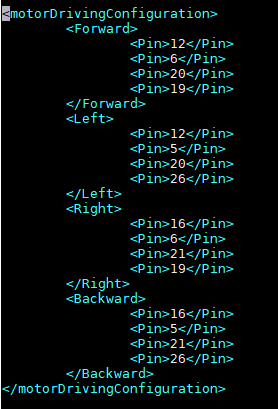 <motorDrivingConfiguration>
<Forward>
<Pin>12</Pin>
<Pin>6</Pin>
<Pin>20</Pin>
<Pin>19</Pin>
</Forward>
<Left>
<Pin>12</Pin>
<Pin>5</Pin>
<Pin>20</Pin>
<Pin>26</Pin>
</Left>
<Right>
<Pin>16</Pin>
<Pin>6</Pin>
<Pin>21</Pin>
<Pin>19</Pin>
</Right>
<Backward>
<Pin>16</Pin>
<Pin>5</Pin>
<Pin>21</Pin>
<Pin>26</Pin>
</Backward>
</motorDrivingConfiguration>